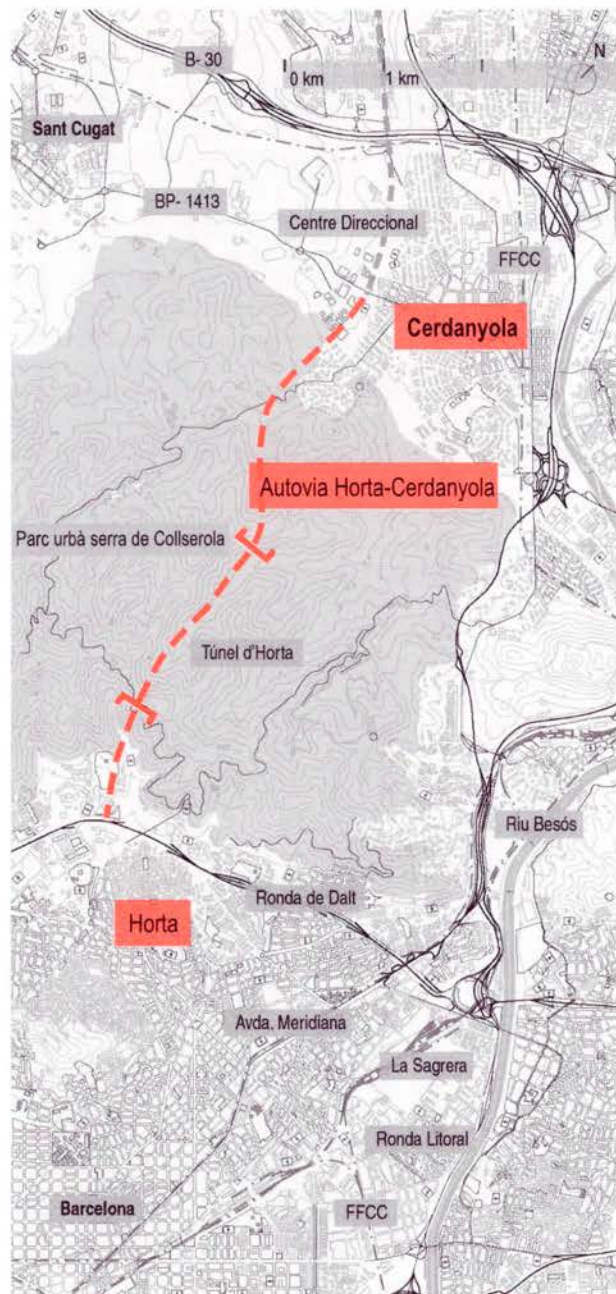 B- 30
N
0 km
1 km
Sant Cugat
BP- 1413
Centre Direccional
FFCC
Cerdanyola
Autovia Horta-Cerdanyola
Parc urbà serra de Collserola
Túnel d'Horta
Riu Besós
Ronda de Dalt
Horta
Avda. Meridiana
La Sagrera
Ronda Litoral
Barcelona
FFCC